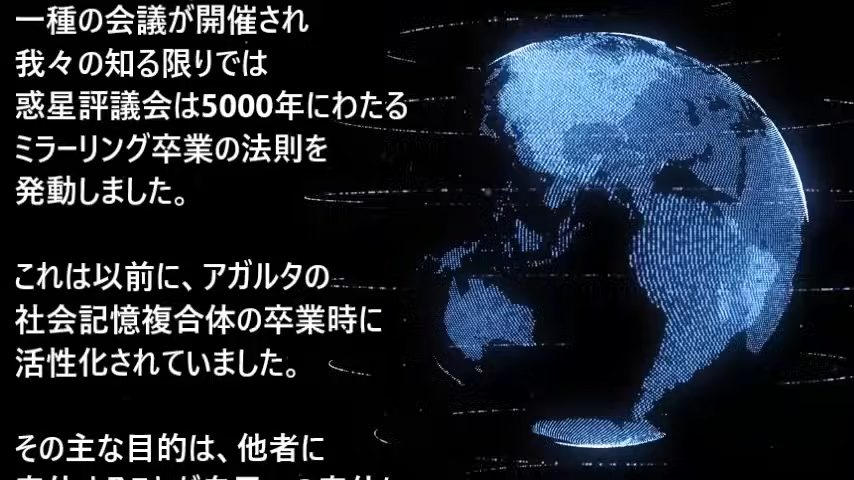 一種の会議が開催され
我々の知る限りでは
惑星評議会は5000年にわたる
ミラーリング卒業の法則を
発動しました。
これは以前に、アガルタの
社会記憶複合体の卒業時に
活性化されていました。
その主な目的は、他者に